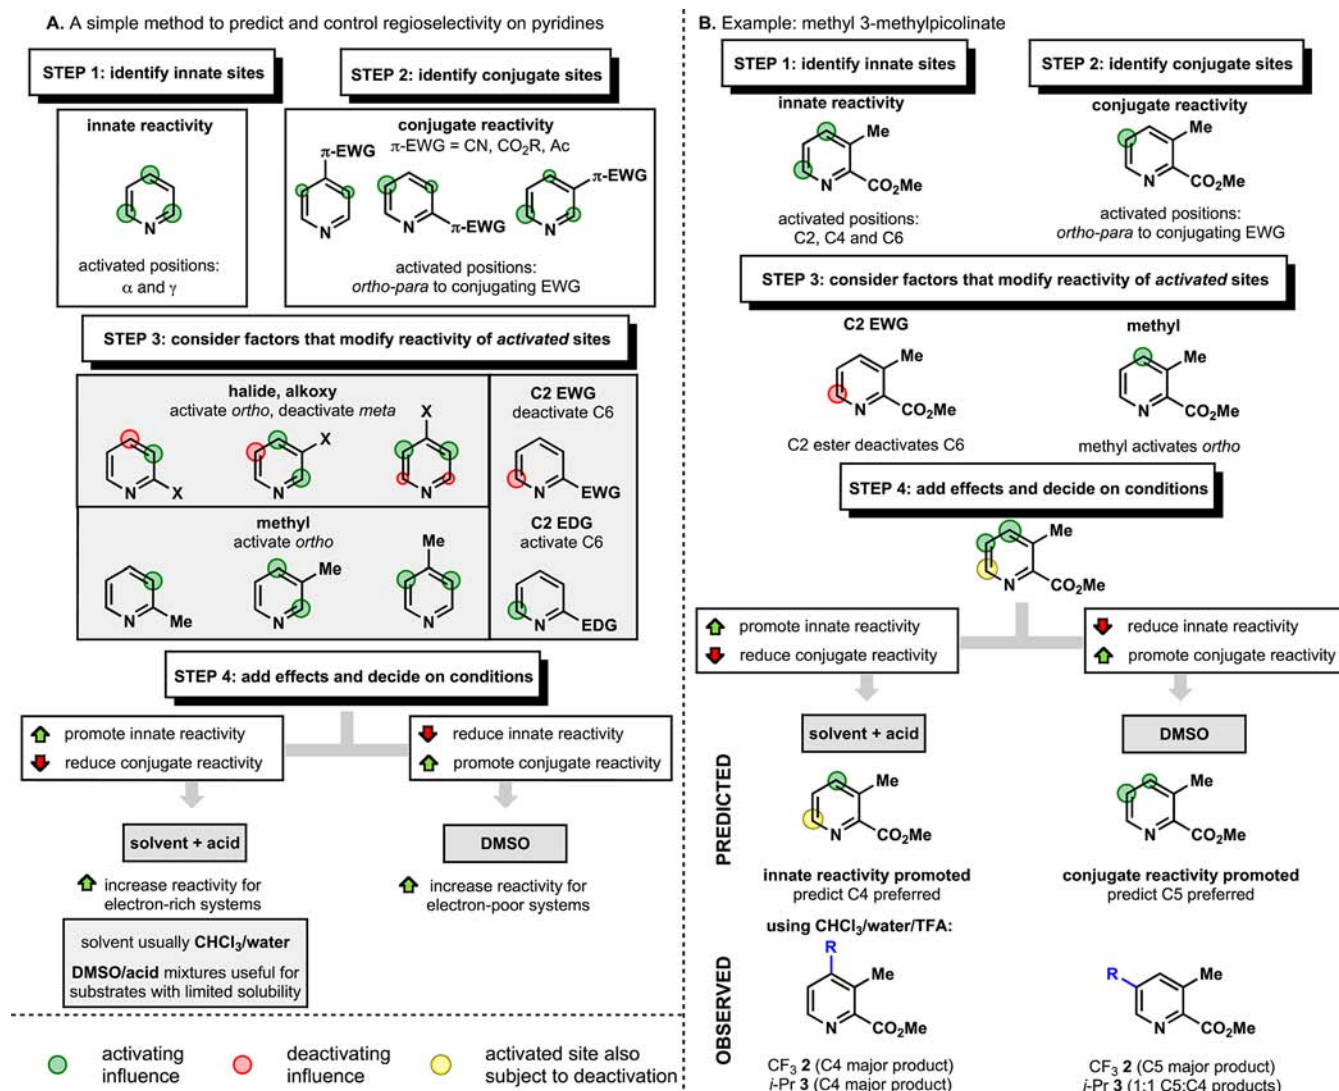 A. A simple method to predict and control regioselectivity on pyridines
STEP 1: identify innate sites
STEP 2: identify conjugate sites
innate reactivity
N
activated positions:
α and γ
conjugate reactivity
π-EWG = CN, CO₂R, Ac
π-EWG
N
N
π-EWG
N
π-EWG
activated positions:
ortho-para to conjugating EWG
STEP 3: consider factors that modify reactivity of activated sites
halide, alkoxy
activate ortho, deactivate meta
N
X
N
X
X
N
C2 EWG
deactivate C6
N
EWG
methyl
activate ortho
N
Me
N
Me
Me
N
C2 EDG
activate C6
N
EDG
STEP 4: add effects and decide on conditions
promote innate reactivity
reduce conjugate reactivity
reduce innate reactivity
promote conjugate reactivity
solvent + acid
increase reactivity for
electron-rich systems
solvent usually CHCl₃/water
DMSO/acid mixtures useful for
substrates with limited solubility
DMSO
increase reactivity for
electron-poor systems
activating
influence
deactivating
influence
activated site also
subject to deactivation
B. Example: methyl 3-methylpicolinate
STEP 1: identify innate sites
STEP 2: identify conjugate sites
innate reactivity
Me
N
CO₂Me
activated positions:
C2, C4 and C6
conjugate reactivity
Me
N
CO₂Me
activated positions:
ortho-para to conjugating EWG
STEP 3: consider factors that modify reactivity of activated sites
C2 EWG
Me
N
CO₂Me
C2 ester deactivates C6
methyl
Me
N
CO₂Me
methyl activates ortho
STEP 4: add effects and decide on conditions
Me
N
CO₂Me
promote innate reactivity
reduce conjugate reactivity
reduce innate reactivity
promote conjugate reactivity
solvent + acid
DMSO
PREDICTED
Me
N
CO₂Me
innate reactivity promoted
predict C4 preferred
Me
N
CO₂Me
conjugate reactivity promoted
predict C5 preferred
OBSERVED
using CHCl₃/water/TFA:
R
Me
N
CO₂Me
CF₃ 2 (C4 major product)
i-Pr 3 (C4 major product)
R
Me
N
CO₂Me
CF₃ 2 (C5 major product)
i-Pr 3 (1:1 C5:C4 products)